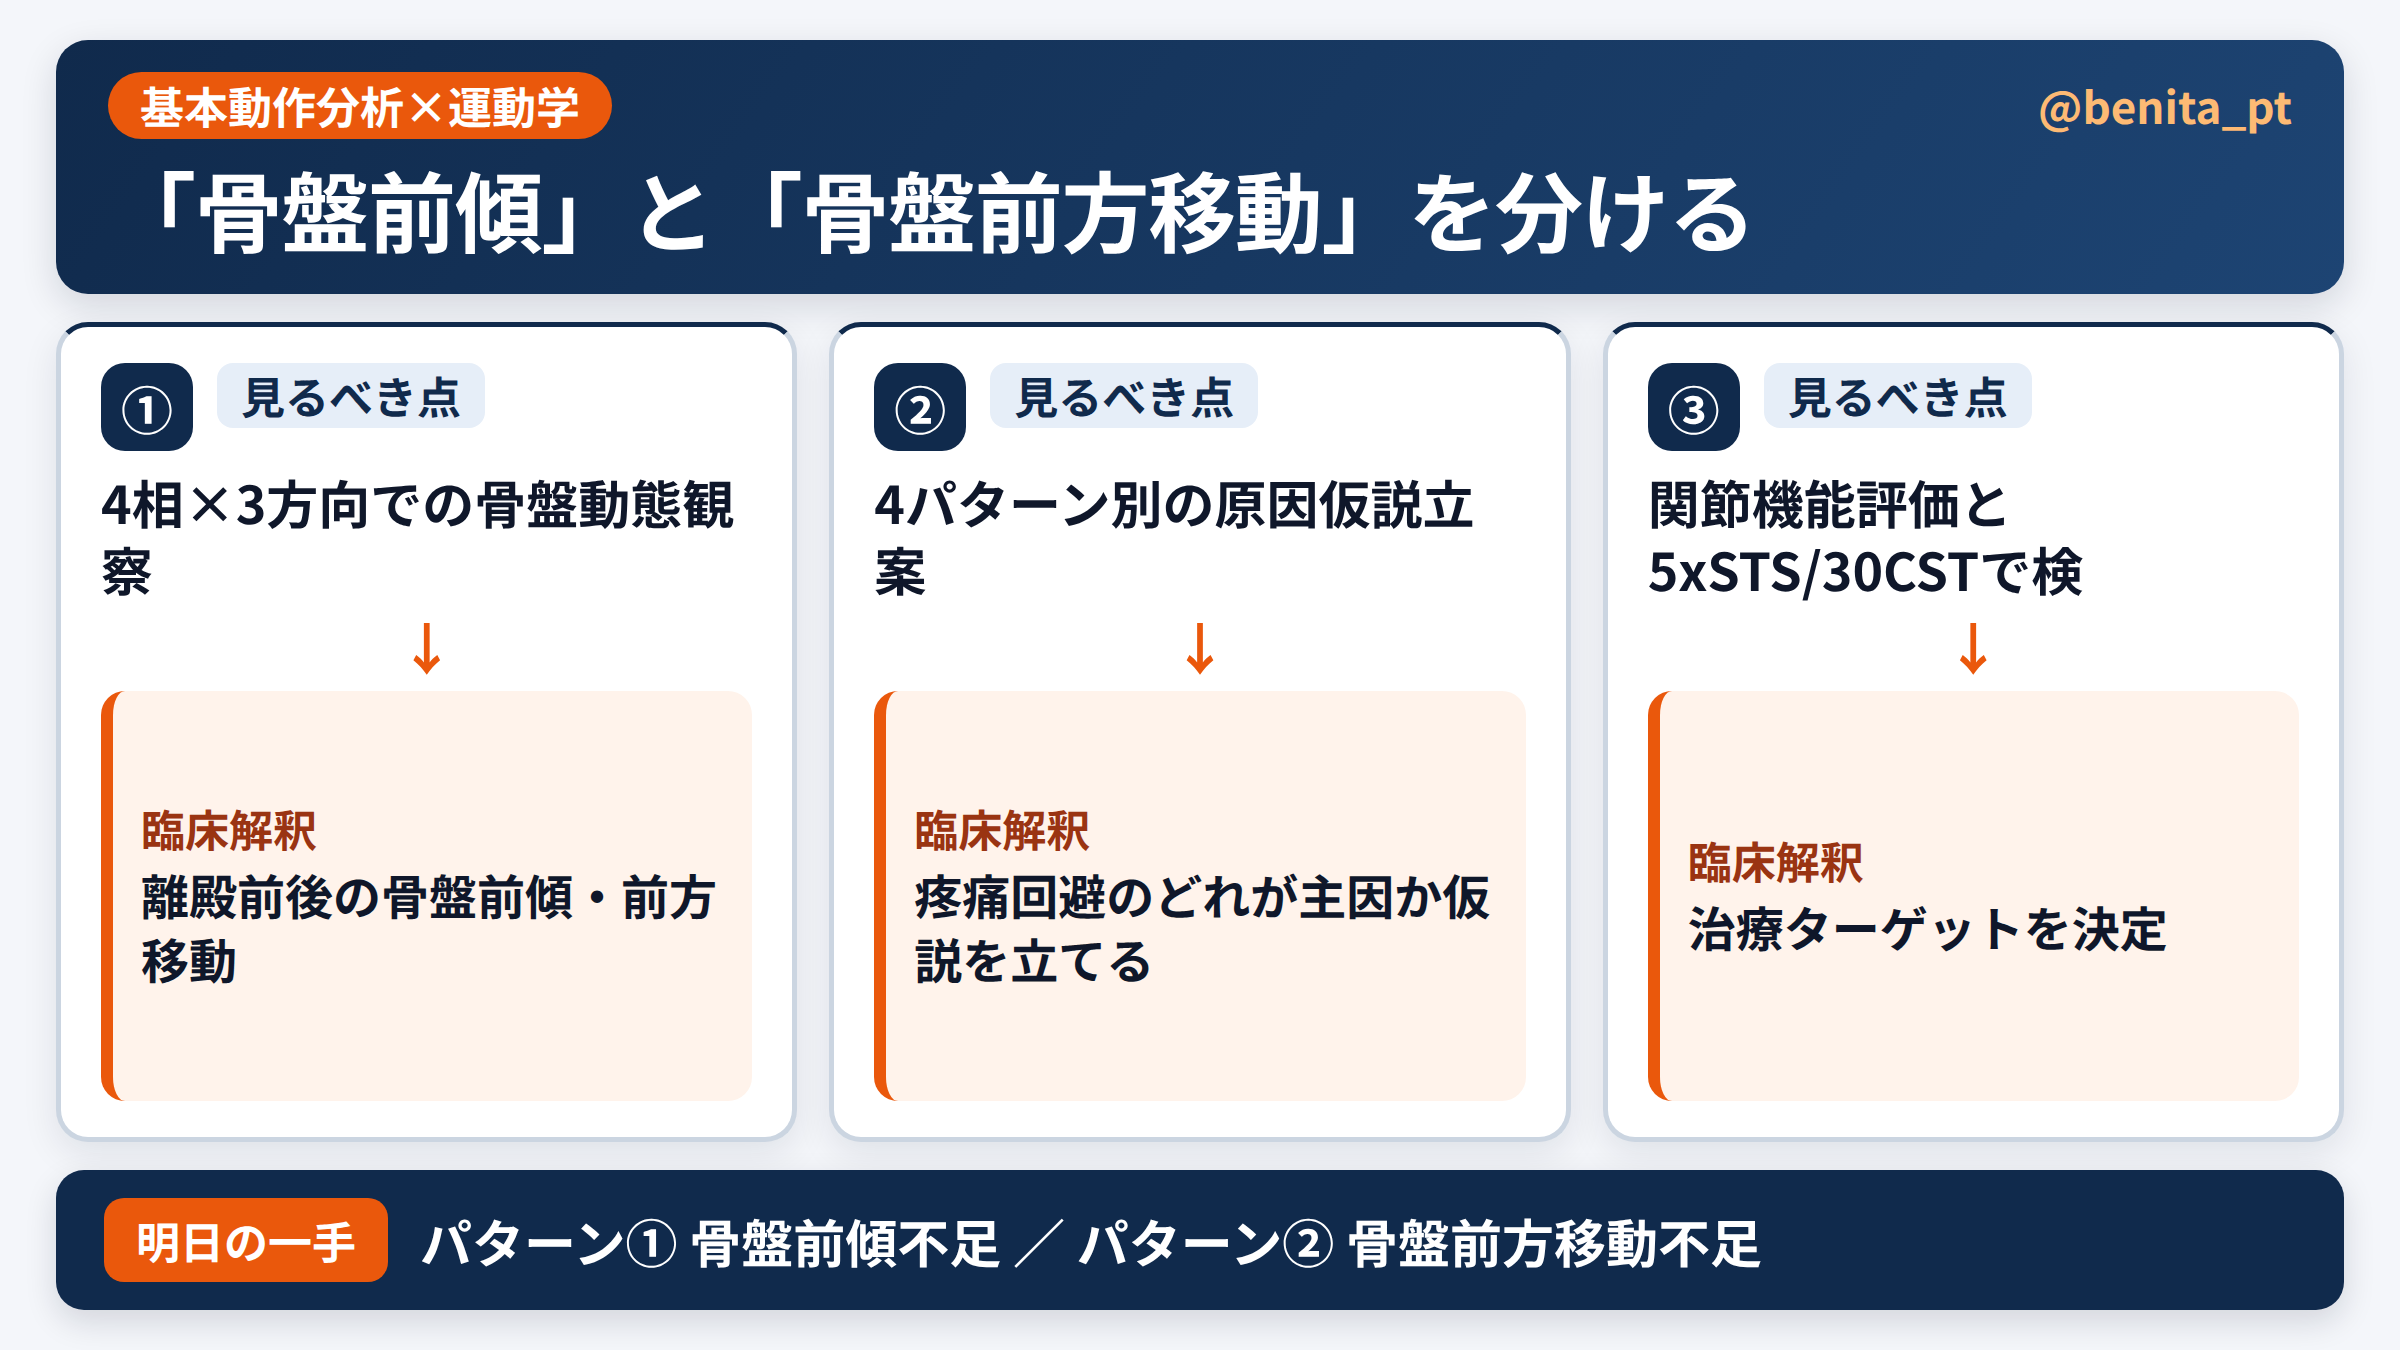 基本動作分析×運動学
@benita_pt
「骨盤前傾」と「骨盤前方移動」を分ける
① 見るべき点
4相×3方向での骨盤動態観
察
↓
臨床解釈
離殿前後の骨盤前傾・前方
移動
② 見るべき点
4パターン別の原因仮説立
案
↓
臨床解釈
疼痛回避のどれが主因か仮
説を立てる
③ 見るべき点
関節機能評価と
5xSTS/30CSTで検
↓
臨床解釈
治療ターゲットを決定
明日の一手 パターン① 骨盤前傾不足 ／ パターン② 骨盤前方移動不足